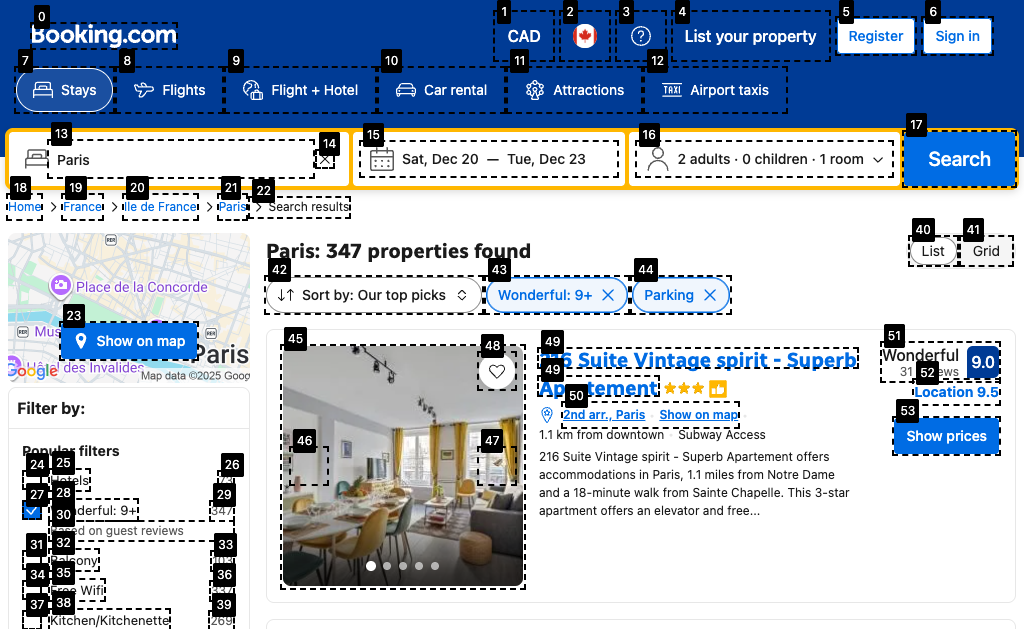 Booking.com
CAD
List your property
Register
Sign in
Stays
Flights
Flight + Hotel
Car rental
Attractions
Airport taxis
Paris
Sat, Dec 20 — Tue, Dec 23
2 adults · 0 children · 1 room
Search
Home
France
Ile de France
Paris
Search results
Place de la Concorde
Show on map
Paris
Google
des Invalides
Map data ©2025 Goog
Paris: 347 properties found
List
Grid
Sort by: Our top picks
Wonderful: 9+
Parking
Filter by:
Popular filters
Hotels
Wonderful: 9+
347
Based on guest reviews
Balcony
Free Wifi
Kitchen/Kitchenette
269
216 Suite Vintage spirit - Superb
Apartement
2nd arr., Paris
Show on map
1.1 km from downtown · Subway Access
216 Suite Vintage spirit - Superb Apartement offers
accommodations in Paris, 1.1 miles from Notre Dame
and a 18-minute walk from Sainte Chapelle. This 3-star
apartment offers an elevator and free...
Wonderful
9.0
Location 9.5
Show prices
0
1
2
3
4
5
6
7
8
9
10
11
12
13
14
15
16
17
18
19
20
21
22
23
24
25
26
27
28
29
30
31
32
33
34
35
36
37
38
39
40
41
42
43
44
45
46
47
48
49
49
50
51
52
53